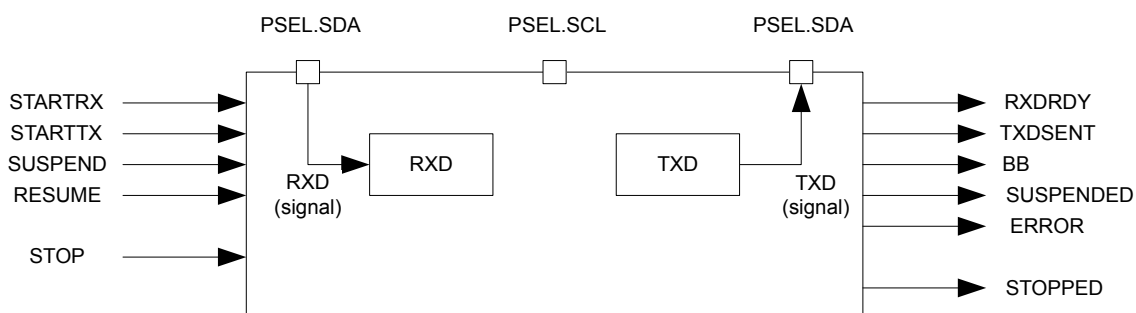 PSEL.SDA
PSEL.SCL
PSEL.SDA
STARTRX
STARTTX
SUSPEND
RESUME
STOP
RXD
(signal)
RXD
TXD
TXD
(signal)
RXDRDY
TXDSENT
BB
SUSPENDED
ERROR
STOPPED